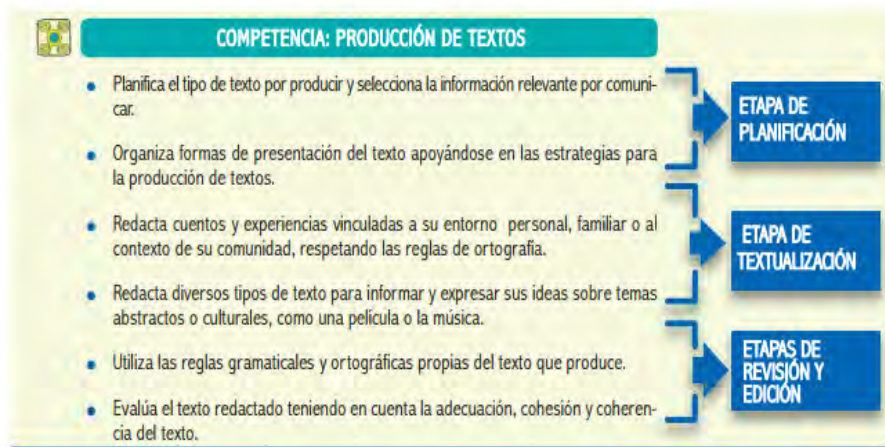 COMPETENCIA: PRODUCCIÓN DE TEXTOS
• Planifica el tipo de texto por producir y selecciona la información relevante por comuni-
car.
• Organiza formas de presentación del texto apoyándose en las estrategias para
la producción de textos.
ETAPA DE
PLANIFICACIÓN
• Redacta cuentos y experiencias vinculadas a su entorno personal, familiar o al
contexto de su comunidad, respetando las reglas de ortografía.
• Redacta diversos tipos de texto para informar y expresar sus ideas sobre temas
abstractos o culturales, como una película o la música.
ETAPA DE
TEXTUALIZACIÓN
• Utiliza las reglas gramaticales y ortográficas propias del texto que produce.
• Evalúa el texto redactado teniendo en cuenta la adecuación, cohesión y coheren-
cia del texto.
ETAPAS DE
REVISIÓN Y
EDICIÓN